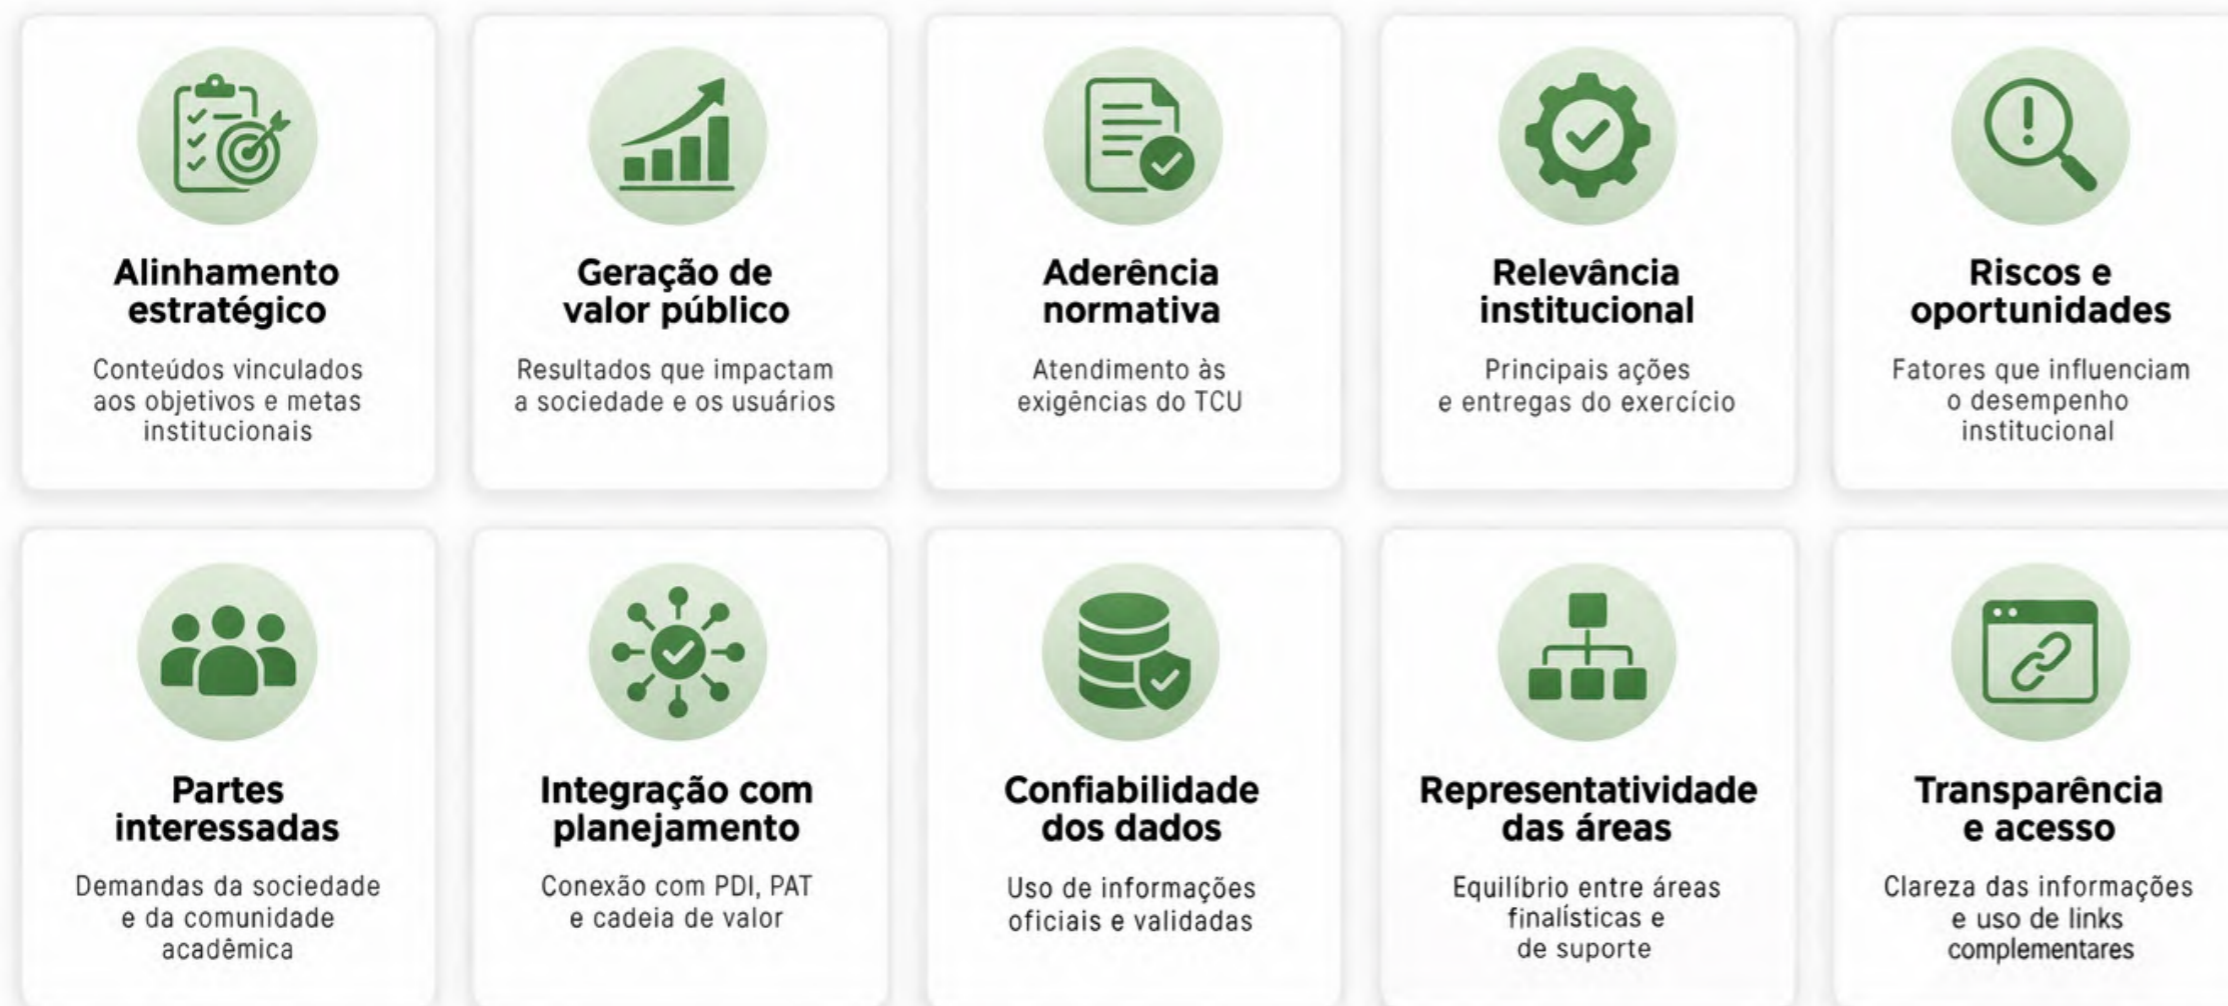 Alinhamento
estratégico
Conteúdos vinculados
aos objetivos e metas
institucionais
Geração de
valor público
Resultados que impactam
a sociedade e os usuários
Aderência
normativa
Atendimento às
exigências do TCU
Relevância
institucional
Principais ações
e entregas do exercício
Riscos e
oportunidades
Fatores que influenciam
o desempenho
institucional
Partes
interessadas
Demandas da sociedade
e da comunidade
acadêmica
Integração com
planejamento
Conexão com PDI, PAT
e cadeia de valor
Confiabilidade
dos dados
Uso de informações
oficiais e validadas
Representatividade
das áreas
Equilíbrio entre áreas
finalísticas e
de suporte
Transparência
e acesso
Clareza das informações
e uso de links
complementares